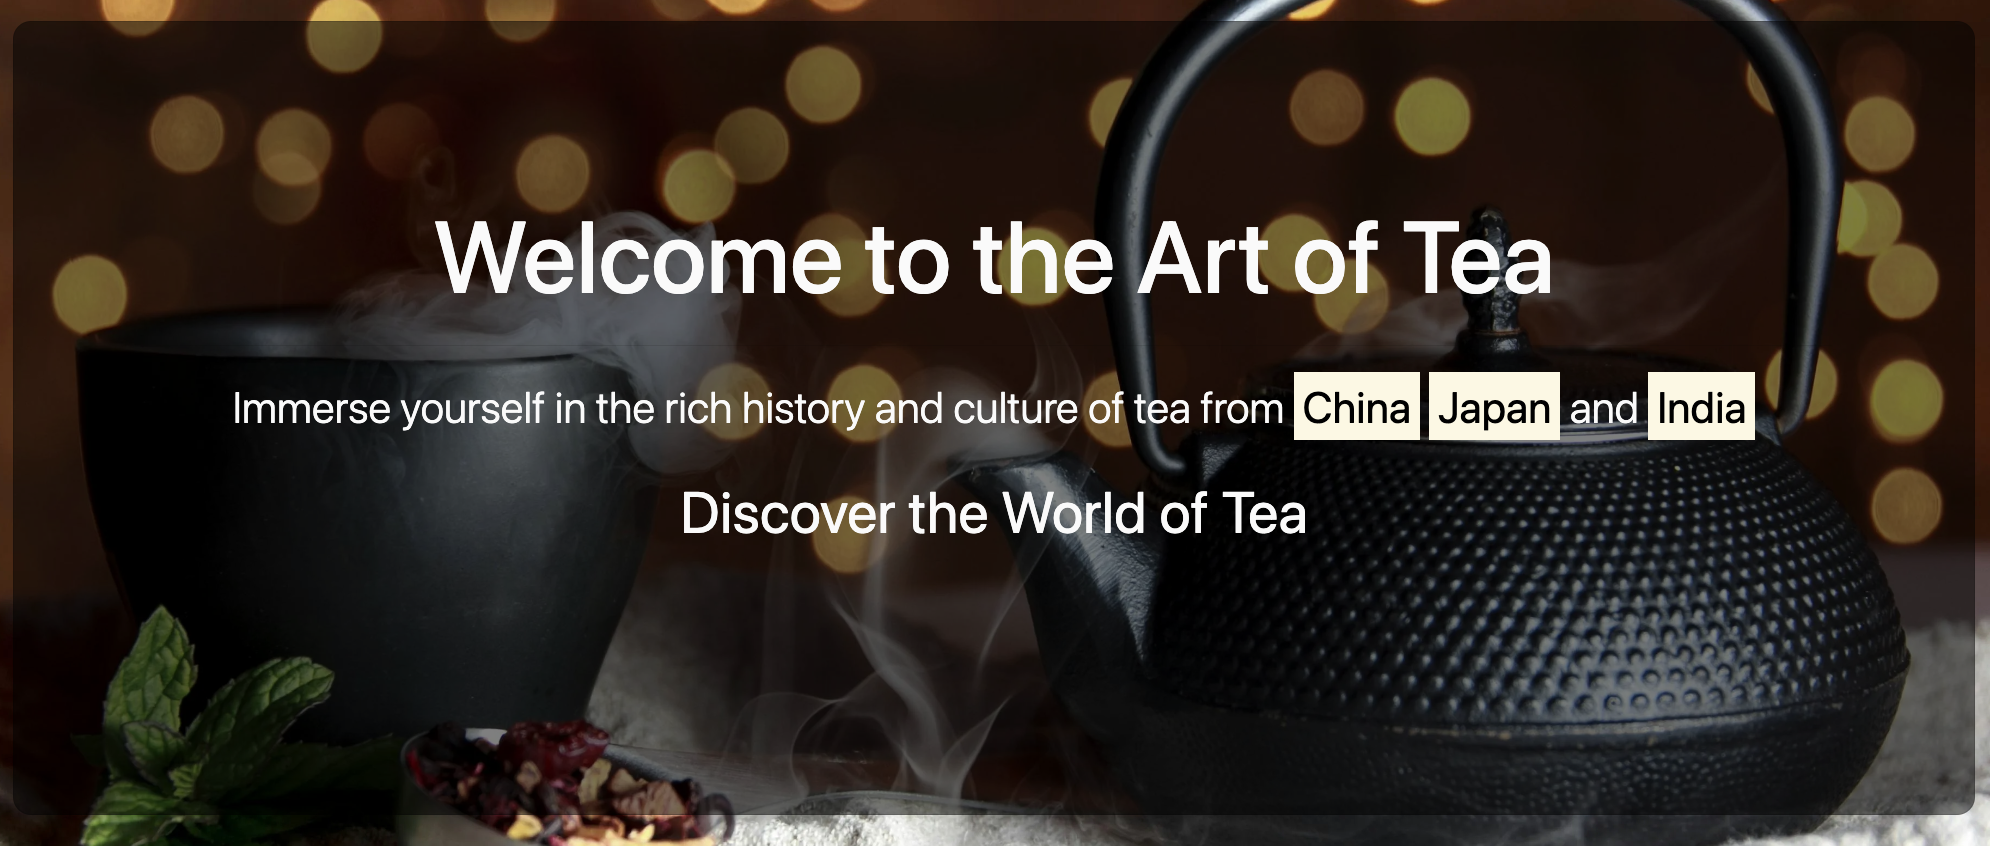 Welcome to the Art of Tea
Immerse yourself in the rich history and culture of tea from China Japan and India
Discover the World of Tea